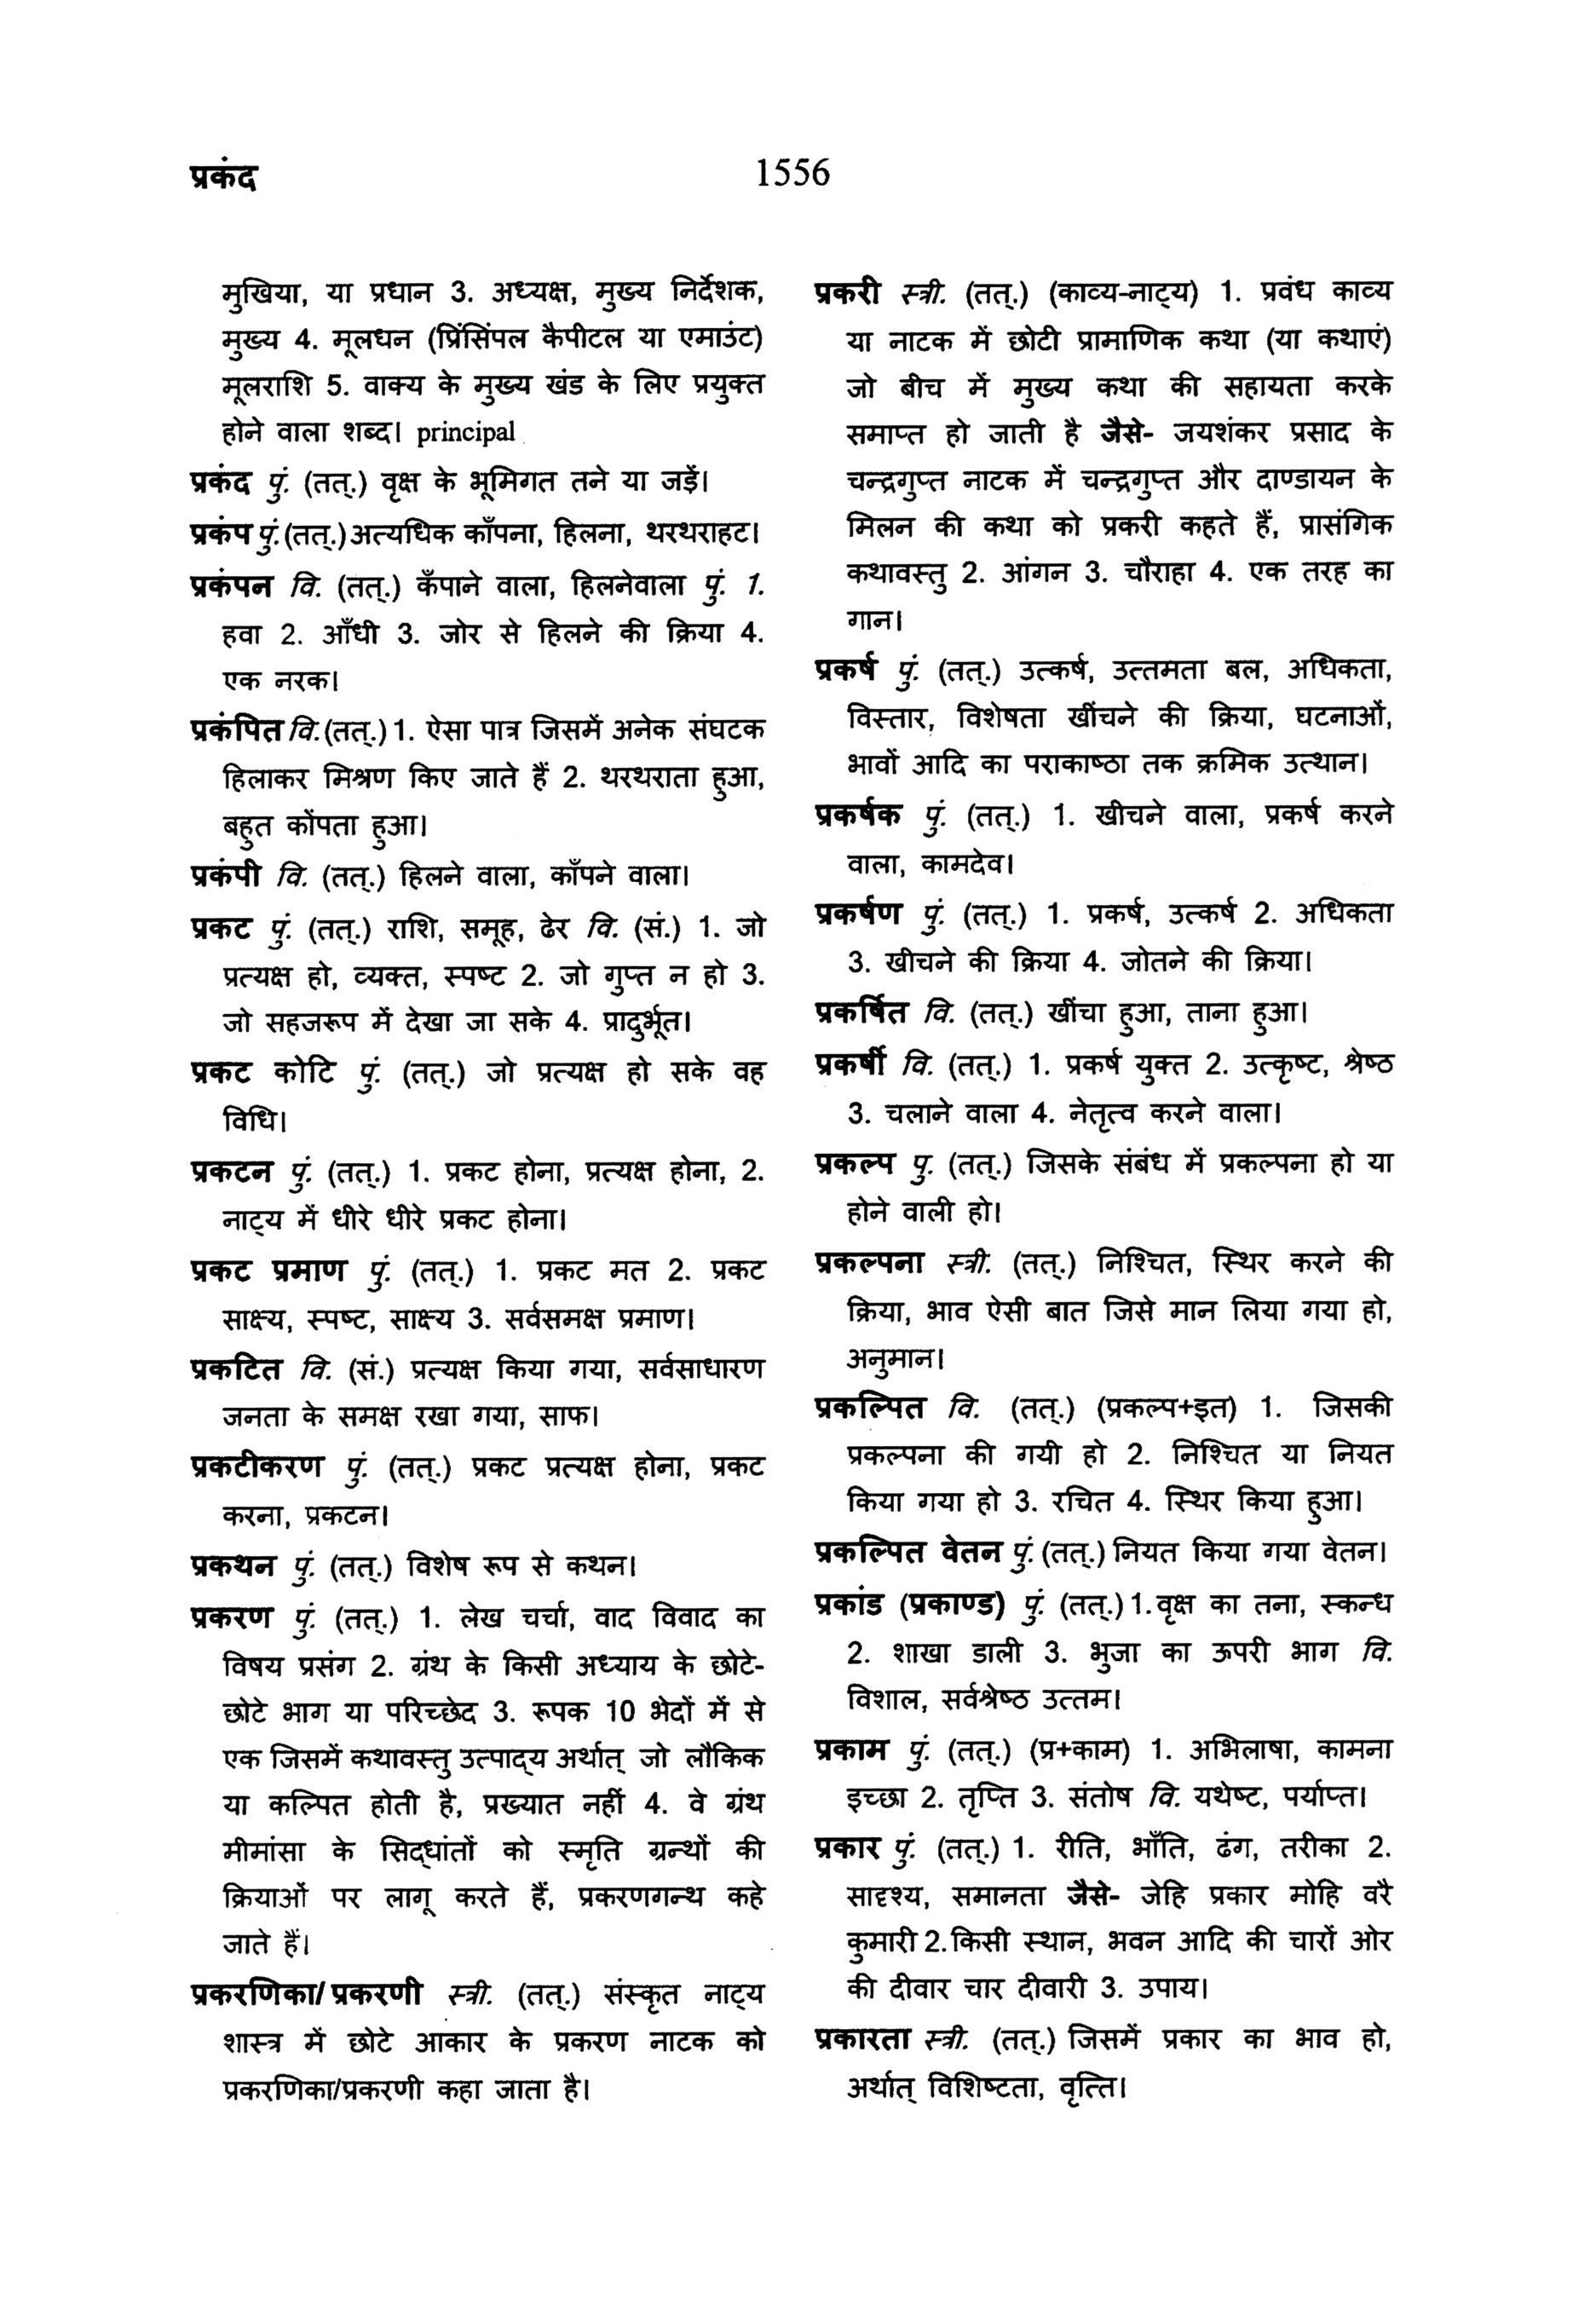 प्रकंद
1556
मुखिया, या प्रधान 3. अध्यक्ष, मुख्य निर्देशक,
मुख्य 4. मूलधन (प्रिंसिंपल कैपीटल या एमाउंट)
मूलराशि 5. वाक्य के मुख्य खंड के लिए प्रयुक्त
होने वाला शब्द। principal
प्रकंद पुं. (तत्.) वृक्ष के भूमिगत तने या जड़ें।
प्रकंप पुं. (तत्.) अत्यधिक काँपना, हिलना, थरथराहट।
प्रकंपन वि. (तत्.) कँपाने वाला, हिलनेवाला पुं. 1.
हवा 2. आँधी 3. जोर से हिलने की क्रिया 4.
एक नरक।
प्रकंपित वि. (तत्.) 1. ऐसा पात्र जिसमें अनेक संघटक
हिलाकर मिश्रण किए जाते हैं 2. थरथराता हुआ,
बहुत कोंपता हुआ।
प्रकंपी वि. (तत्.) हिलने वाला, काँपने वाला।
प्रकट पुं. (तत्.) राशि, समूह, ढेर वि. (सं.) 1. जो
प्रत्यक्ष हो, व्यक्त, स्पष्ट 2. जो गुप्त न हो 3.
जो सहजरूप में देखा जा सके 4. प्रादुर्भूत।
प्रकट कोटि पुं. (तत्.) जो प्रत्यक्ष हो सके वह
विधि।
प्रकटन पुं. (तत्.) 1. प्रकट होना, प्रत्यक्ष होना, 2.
नाट्य में धीरे धीरे प्रकट होना।
प्रकट प्रमाण पुं. (तत्.) 1. प्रकट मत 2. प्रकट
साक्ष्य, स्पष्ट, साक्ष्य 3. सर्वसमक्ष प्रमाण।
प्रकटित वि. (सं.) प्रत्यक्ष किया गया, सर्वसाधारण
जनता के समक्ष रखा गया, साफ।
प्रकटीकरण पुं. (तत्.) प्रकट प्रत्यक्ष होना, प्रकट
करना, प्रकटन।
प्रकथन पुं. (तत्.) विशेष रूप से कथन।
प्रकरण पुं. (तत्.) 1. लेख चर्चा, वाद विवाद का
विषय प्रसंग 2. ग्रंथ के किसी अध्याय के छोटे-
छोटे भाग या परिच्छेद 3. रूपक 10 भेदों में से
एक जिसमें कथावस्तु उत्पाद्‌य अर्थात् जो लौकिक
या कल्पित होती है, प्रख्यात नहीं 4. वे ग्रंथ
मीमांसा के सिद्‌धांतों को स्मृति ग्रन्थों की
क्रियाओं पर लागू करते हैं, प्रकरणगन्थ कहे
जाते हैं।
प्रकरणिका/ प्रकरणी स्त्री. (तत्.) संस्कृत नाट्य
शास्त्र में छोटे आकार के प्रकरण नाटक को
प्रकरणिका/प्रकरणी कहा जाता है।
प्रकरी स्त्री. (तत्.) (काव्य-नाट्य) 1. प्रवंध काव्य
या नाटक में छोटी प्रामाणिक कथा (या कथाएं)
जो बीच में मुख्य कथा की सहायता करके
समाप्त हो जाती है जैसे- जयशंकर प्रसाद के
चन्द्रगुप्त नाटक में चन्द्रगुप्त और दाण्डायन के
मिलन की कथा को प्रकरी कहते हैं, प्रासंगिक
कथावस्तु 2. आंगन 3. चौराहा 4. एक तरह का
गान।
प्रकर्ष पुं. (तत्.) उत्कर्ष, उत्तमता बल, अधिकता,
विस्तार, विशेषता खींचने की क्रिया, घटनाओं,
भावों आदि का पराकाष्ठा तक क्रमिक उत्थान।
प्रकर्षक पुं. (तत्.) 1. खीचने वाला, प्रकर्ष करने
वाला, कामदेव।
प्रकर्षण पुं. (तत्.) 1. प्रकर्ष, उत्कर्ष 2. अधिकता
3. खीचने की क्रिया 4. जोतने की क्रिया।
प्रकर्षित वि. (तत्.) खींचा हुआ, ताना हुआ।
प्रकर्षी वि. (तत्.) 1. प्रकर्ष युक्त 2. उत्कृष्ट, श्रेष्ठ
3. चलाने वाला 4. नेतृत्व करने वाला।
प्रकल्प पु. (तत्.) जिसके संबंध में प्रकल्पना हो या
होने वाली हो।
प्रकल्पना स्त्री. (तत्.) निश्चित, स्थिर करने की
क्रिया, भाव ऐसी बात जिसे मान लिया गया हो,
अनुमान।
प्रकल्पित वि. (तत्.) (प्रकल्प+इत) 1. जिसकी
प्रकल्पना की गयी हो 2. निश्चित या नियत
किया गया हो 3. रचित 4. स्थिर किया हुआ।
प्रकल्पित वेतन पुं. (तत्.) नियत किया गया वेतन।
प्रकांड (प्रकाण्ड) पुं. (तत्.) 1. वृक्ष का तना, स्कन्ध
2. शाखा डाली 3. भुजा का ऊपरी भाग वि.
विशाल, सर्वश्रेष्ठ उत्तम।
प्रकाम पुं. (तत्.) (प्र+काम) 1. अभिलाषा, कामना
इच्छा 2. तृप्ति 3. संतोष वि. यथेष्ट, पर्याप्त।
प्रकार पुं. (तत्.) 1. रीति, भाँति, ढंग, तरीका 2.
सादृश्य, समानता जैसे- जेहि प्रकार मोहि वरै
कुमारी 2. किसी स्थान, भवन आदि की चारों ओर
की दीवार चार दीवारी 3. उपाय।
प्रकारता स्त्री. (तत्.) जिसमें प्रकार का भाव हो,
अर्थात् विशिष्टता, वृत्ति।